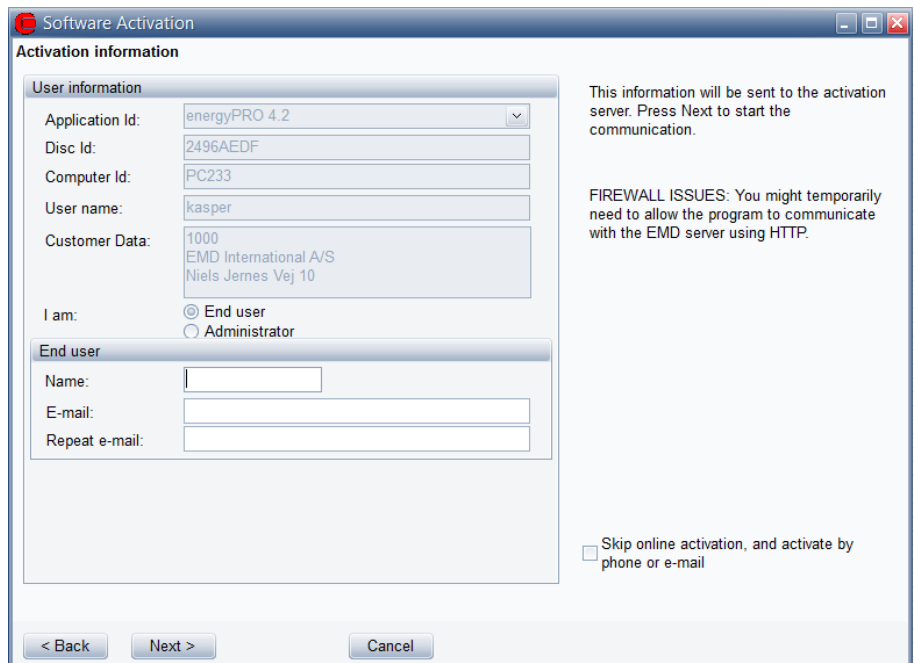 Software Activation
Activation information
User information
Application Id:
energyPRO 4.2
Disc Id:
2496AEDF
Computer Id:
PC233
User name:
kasper
Customer Data:
1000
EMD International A/S
Niels Jernes Vej 10
I am:
End user
Administrator
End user
Name:
E-mail:
Repeat e-mail:
This information will be sent to the activation
server. Press Next to start the
communication.
FIREWALL ISSUES: You might temporarily
need to allow the program to communicate
with the EMD server using HTTP.
Skip online activation, and activate by
phone or e-mail
< Back
Next >
Cancel